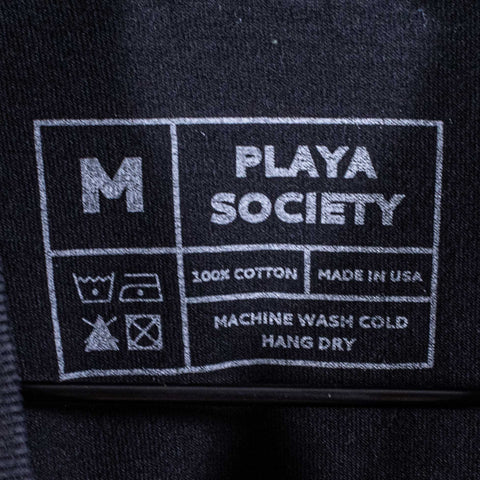 M
PLAYA
SOCIETY
100% COTTON
MADE IN USA
MACHINE WASH COLD
HANG DRY